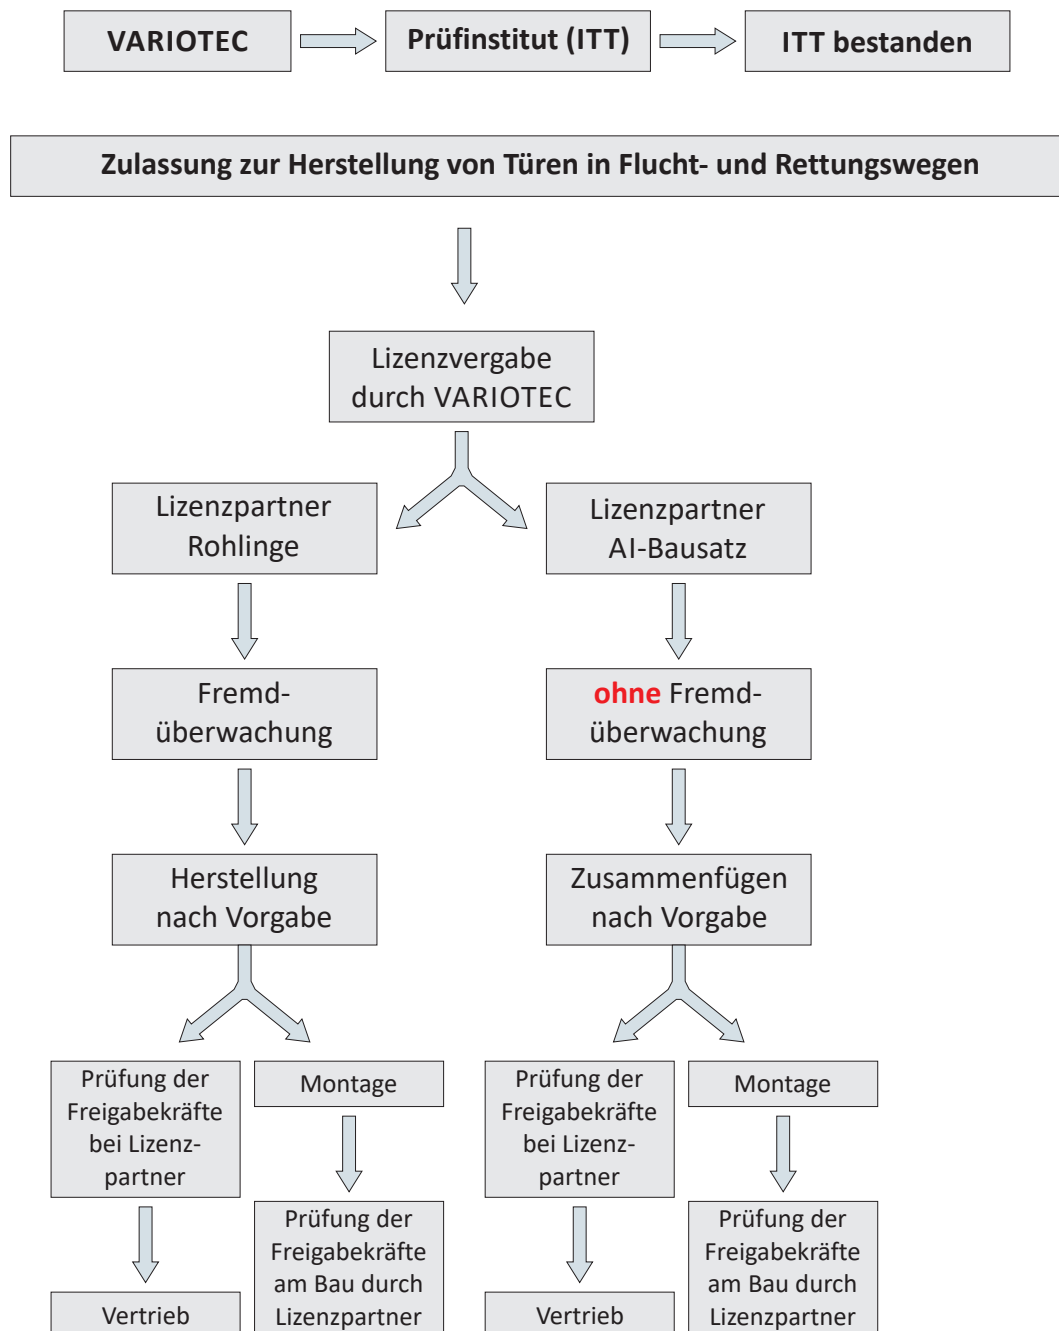 VARIOTEC
Prüfinstitut (ITT)
ITT bestanden
Zulassung zur Herstellung von Türen in Flucht- und Rettungswegen
Lizenzvergabe
durch VARIOTEC
Lizenzpartner
Rohlinge
Lizenzpartner
AI-Bausatz
Fremd-
überwachung
ohne Fremd-
überwachung
Herstellung
nach Vorgabe
Zusammenfügen
nach Vorgabe
Prüfung der
Freigabekräfte
bei Lizenz-
partner
Montage
Prüfung der
Freigabekräfte
bei Lizenz-
partner
Montage
Vertrieb
Prüfung der
Freigabekräfte
am Bau durch
Lizenzpartner
Vertrieb
Prüfung der
Freigabekräfte
am Bau durch
Lizenzpartner